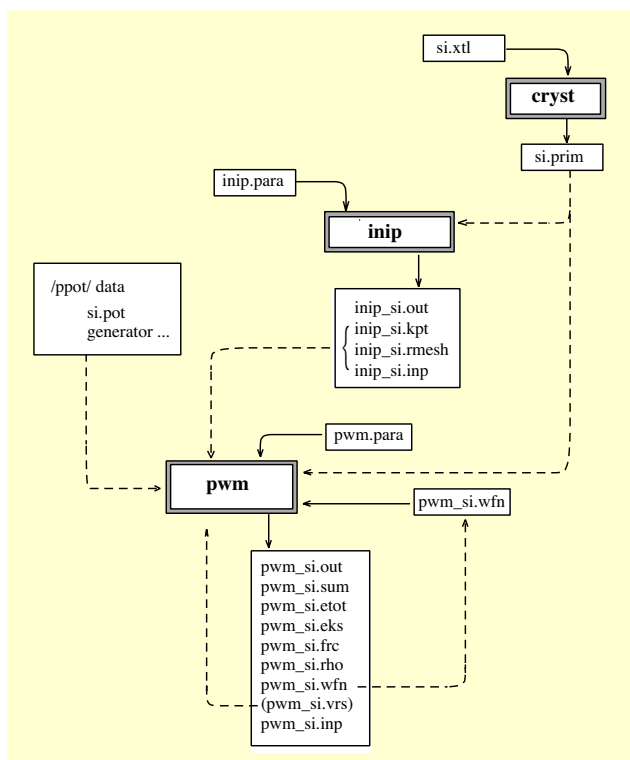 si.xtl
cryst
si.prim
inip.para
inip
/ppot/ data
si.pot
generator ...
inip_si.out
inip_si.kpt
inip_si.rmesh
inip_si.inp
pwm.para
pwm
pwm_si.wfn
pwm_si.out
pwm_si.sum
pwm_si.etot
pwm_si.eks
pwm_si.frc
pwm_si.rho
pwm_si.wfn
(pwm_si.vrs)
pwm_si.inp